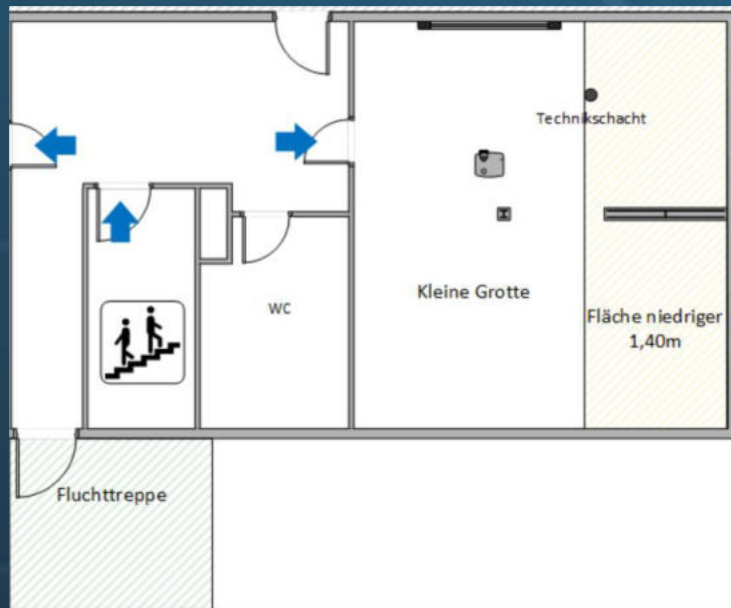 Technikschacht
Kleine Grotte
WC
Fläche niedriger
1,40m
Fluchttreppe